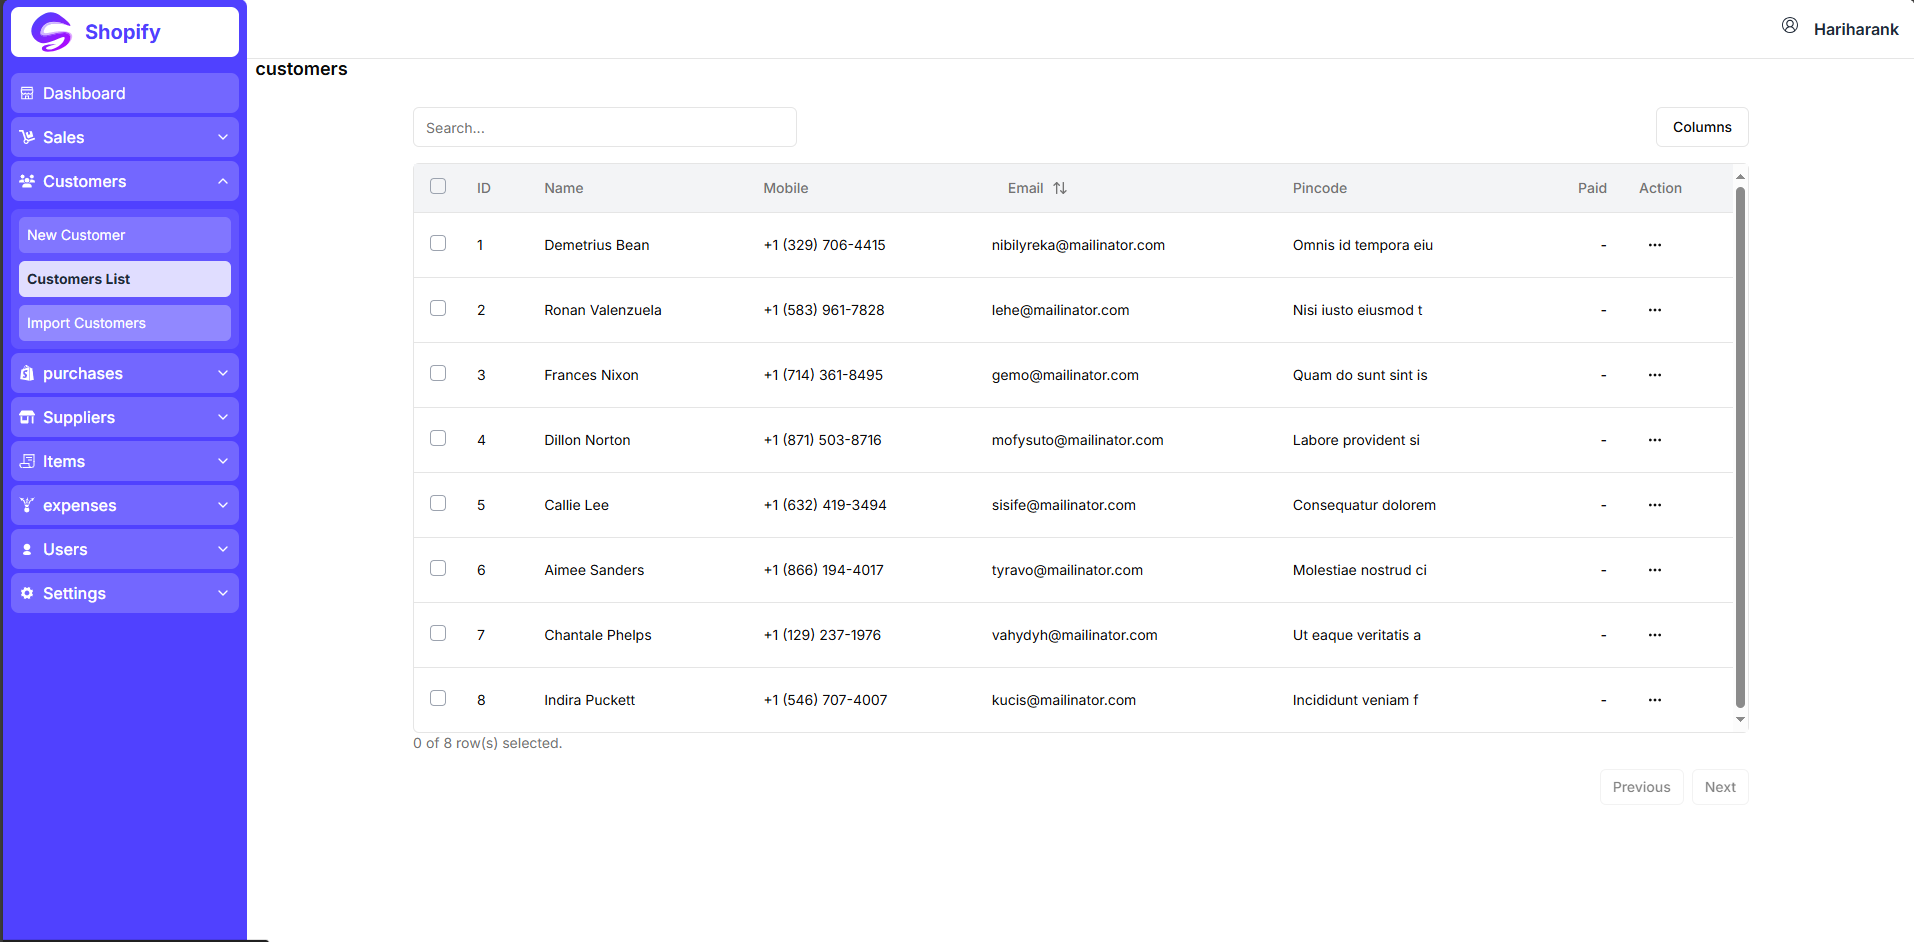 Shopify
Hariharank
Dashboard
Sales
Customers
New Customer
Customers List
Import Customers
purchases
Suppliers
Items
expenses
Users
Settings
customers
Search...
Columns
ID Name Mobile Email Pincode Paid Action
1 Demetrius Bean +1 (329) 706-4415 nibilyreka@mailinator.com Omnis id tempora eiu - ...
2 Ronan Valenzuela +1 (583) 961-7828 lehe@mailinator.com Nisi iusto eiusmod t - ...
3 Frances Nixon +1 (714) 361-8495 gemo@mailinator.com Quam do sunt sint is - ...
4 Dillon Norton +1 (871) 503-8716 mofysuto@mailinator.com Labore provident si - ...
5 Callie Lee +1 (632) 419-3494 sisife@mailinator.com Consequatur dolorem - ...
6 Aimee Sanders +1 (866) 194-4017 tyravo@mailinator.com Molestiae nostrud ci - ...
7 Chantale Phelps +1 (129) 237-1976 vahydyh@mailinator.com Ut eaque veritatis a - ...
8 Indira Puckett +1 (546) 707-4007 kucis@mailinator.com Incididunt veniam f - ...
0 of 8 row(s) selected.
Previous Next